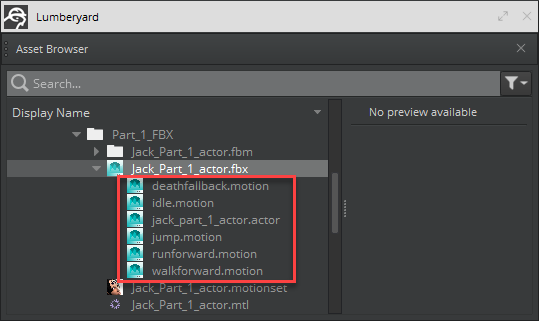 Lumberyard
Asset Browser
Search...
Display Name
No preview available
Part_1_FBX
Jack_Part_1_actor.fbm
Jack_Part_1_actor.fbx
deathfallback.motion
idle.motion
jack_part_1_actor.actor
jump.motion
runforward.motion
walkforward.motion
Jack_Part_1_actor.motionset
Jack_Part_1_actor.mtl